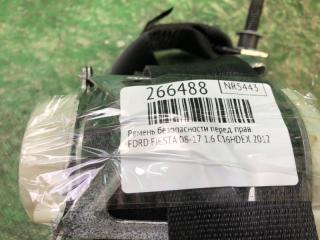 266488
NR5443
Ремень безопасности перед. прав.
FORD FIESTA 08-17 1.6 C16HDEX 2012